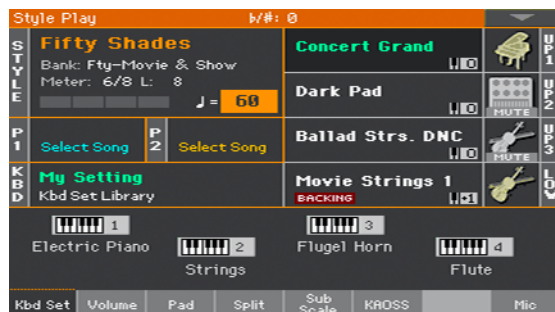 Style Play ♭/♯: 0
STYLE
Fifty Shades
Bank: Fty-Movie & Show
Meter: 6/8 L: 8
♩= 60
Concert Grand
UP1
Dark Pad
MUTE
UP2
P1
Select Song
P2
Select Song
Ballad Strs. DNC
MUTE
UP3
KBD
My Setting
Kbd Set Library
Movie Strings 1
BACKING
LOW
1
Electric Piano
2
Strings
3
Flugel Horn
4
Flute
Kbd Set Volume Pad Split Sub Scale KAOSS Mic